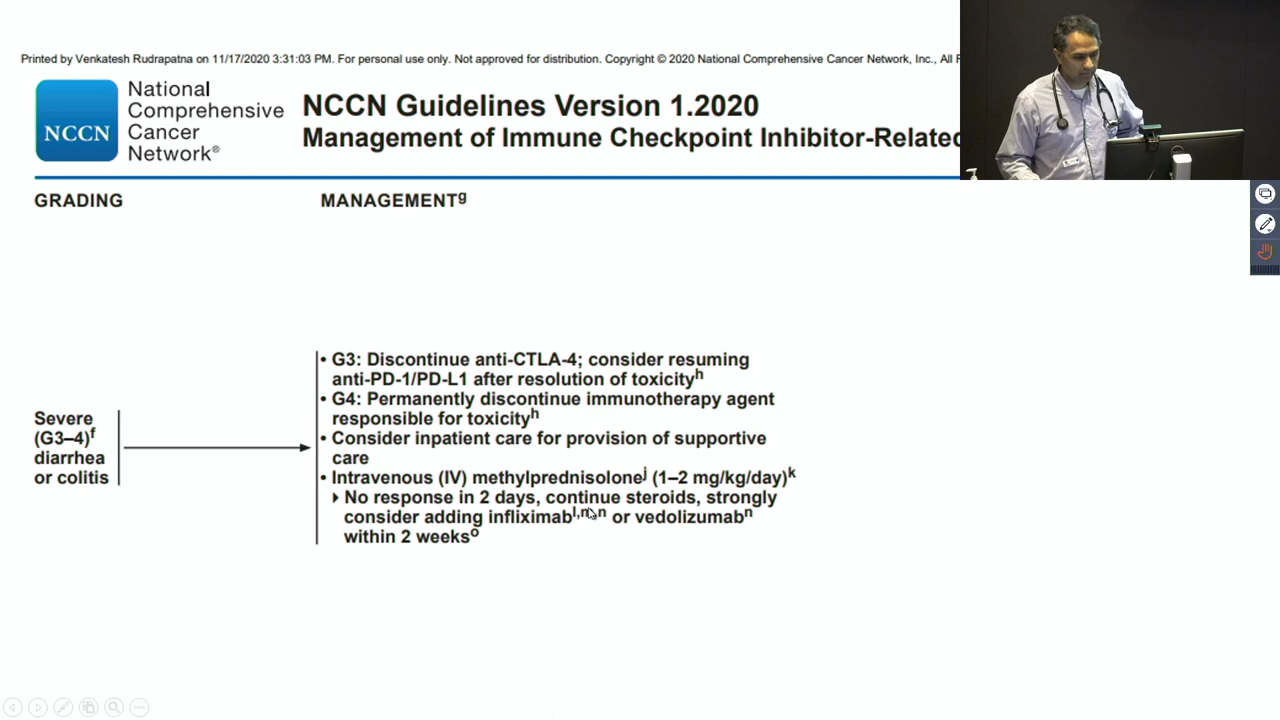 Printed by Venkatesh Rudrapatna on 11/17/2020 3:31:03 PM. For personal use only. Not approved for distribution. Copyright © 2020 National Comprehensive Cancer Network, Inc., All
NCCN
National
Comprehensive
Cancer
Network®
NCCN Guidelines Version 1.2020
Management of Immune Checkpoint Inhibitor-Related
GRADING
MANAGEMENTg
Severe
(G3–4)f
diarrhea
or colitis
• G3: Discontinue anti-CTLA-4; consider resuming
anti-PD-1/PD-L1 after resolution of toxicityh
• G4: Permanently discontinue immunotherapy agent
responsible for toxicityh
• Consider inpatient care for provision of supportive
care
• Intravenous (IV) methylprednisolonej (1–2 mg/kg/day)k
No response in 2 days, continue steroids, strongly
consider adding infliximab or vedolizumabn
within 2 weekso